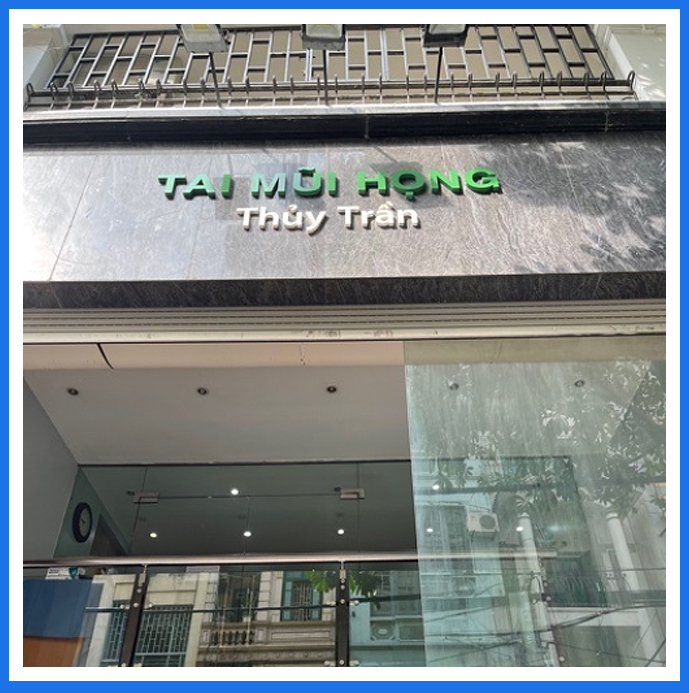 TAI MŨI HỌNG
Thủy Trần